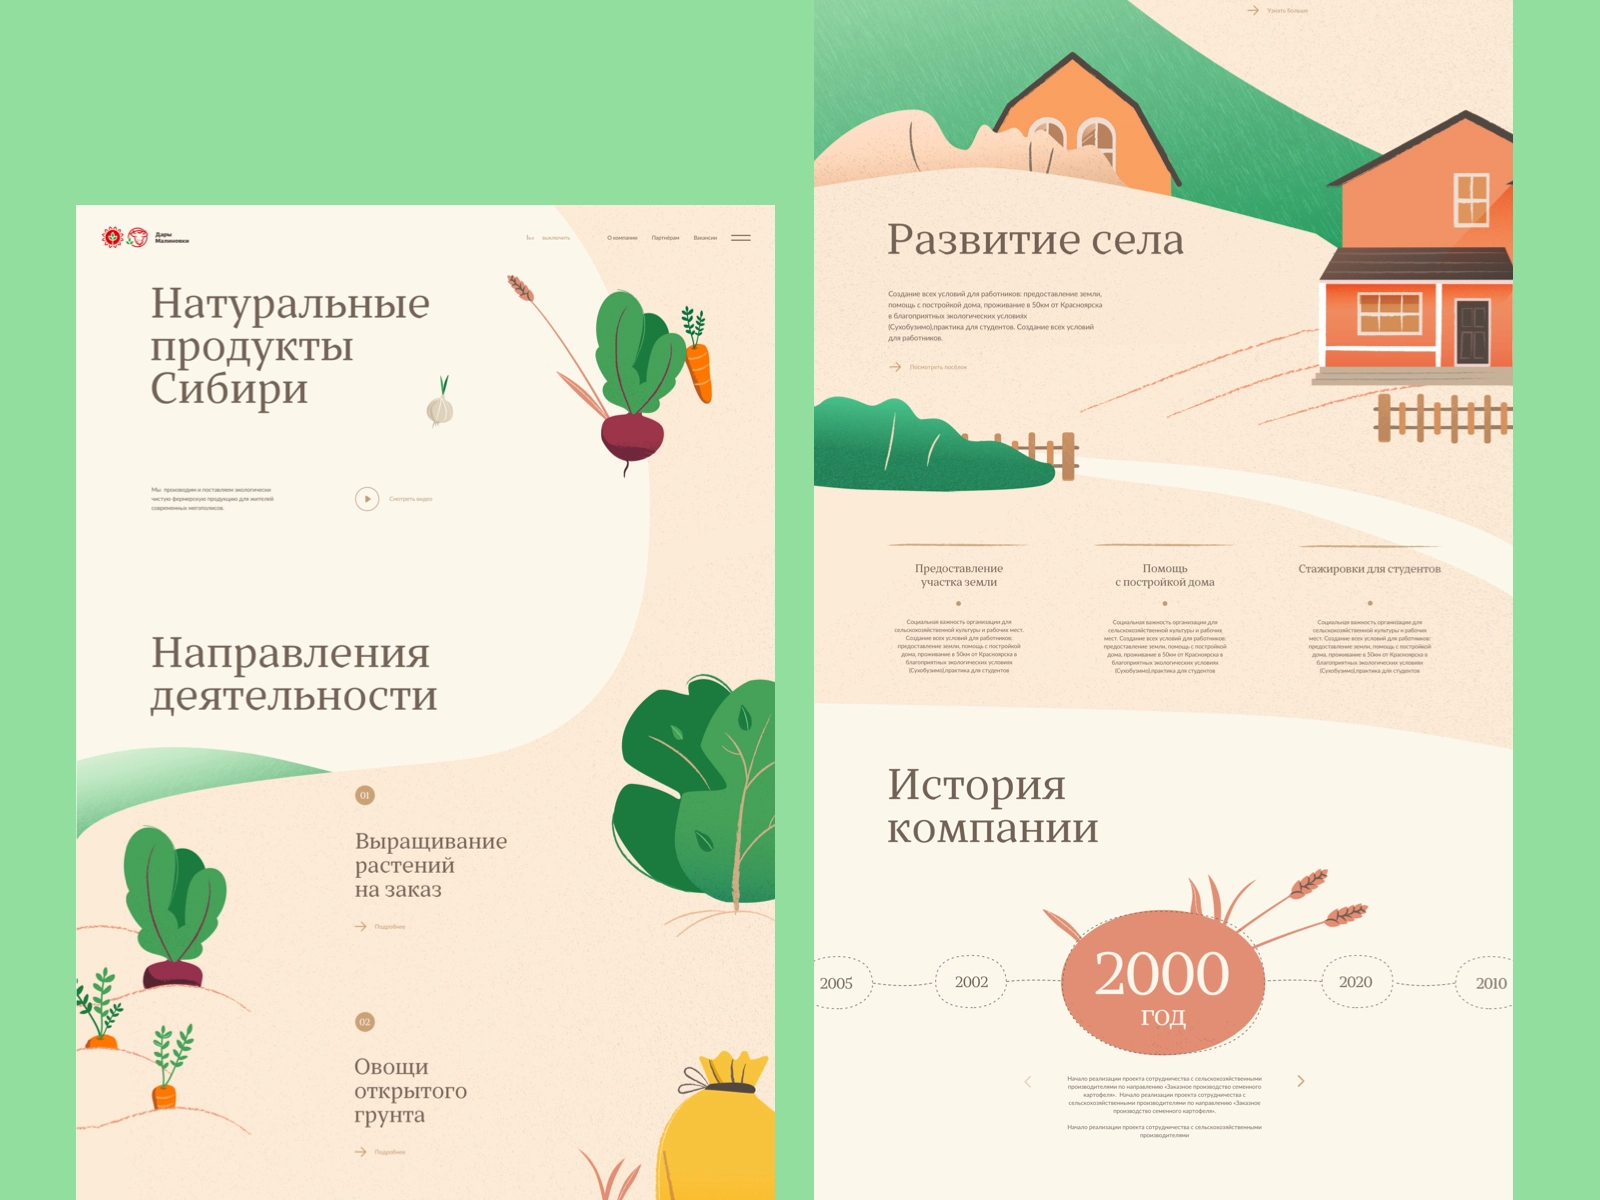 Дары
Малиновки
выключить
О компании
Партнёрам
Вакансии
Натуральные
продукты
Сибири
Мы производим и поставляем экологически
чистую фермерскую продукцию для жителей
современных мегополисов.
Смотреть видео
Направления
деятельности
01
Выращивание
растений
на заказ
Подробнее
02
Овощи
открытого
грунта
Подробнее
Узнать больше
Развитие села
Создание всех условий для работников: предоставление земли,
помощь с постройкой дома, проживание в 50км от Красноярска
в благоприятных экологических условиях
(Сухобузимо),практика для студентов. Создание всех условий
для работников.
Посмотреть посёлок
Предоставление
участка земли
Социальная важность организации для
сельскохозяйственной культуры и рабочих мест.
Создание всех условий для работников:
предоставление земли, помощь с постройкой
дома, проживание в 50км от Красноярска в
благоприятных экологических условиях
(Сухобузимо),практика для студентов
Помощь
с постройкой дома
Социальная важность организации для
сельскохозяйственной культуры и рабочих
мест. Создание всех условий для работников:
предоставление земли, помощь с постройкой
дома, проживание в 50км от Красноярска в
благоприятных экологических условиях
(Сухобузимо),практика для студентов
Стажировки для студентов
Социальная важность организации для
сельскохозяйственной культуры и рабочих
мест. Создание всех условий для работников:
предоставление земли, помощь с постройкой
дома, проживание в 50км от Красноярска в
благоприятных экологических условиях
(Сухобузимо),практика для студентов
История
компании
2005
2002
2000
год
2020
2010
Начало реализации проекта сотрудничества с сельскохозяйственными
производителями по направлению «Заказное производство семенного
картофеля». Начало реализации проекта сотрудничества с
сельскохозяйственными производителями по направлению «Заказное
производство семенного картофеля».
Начало реализации проекта сотрудничества с сельскохозяйственными
производителями